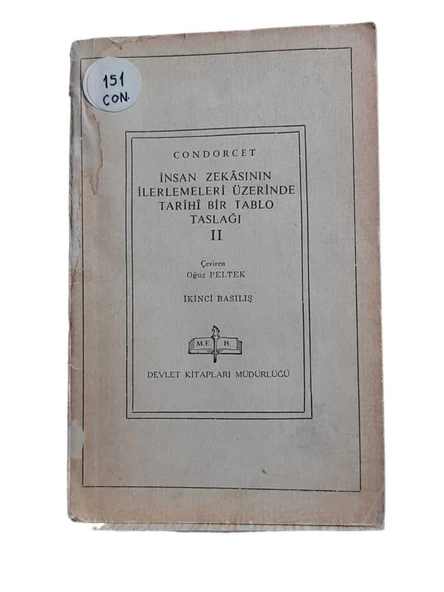 151
CON.
CONDORCET
İNSAN ZEKÂSININ
İLERLEMELERİ ÜZERİNDE
TARİHÎ BİR TABLO
TASLAĞI
II
Çeviren
Oğuz PELTEK
İKİNCİ BASILIŞ
M.E. B.
DEVLET KİTAPLARI MÜDÜRLÜĞÜ